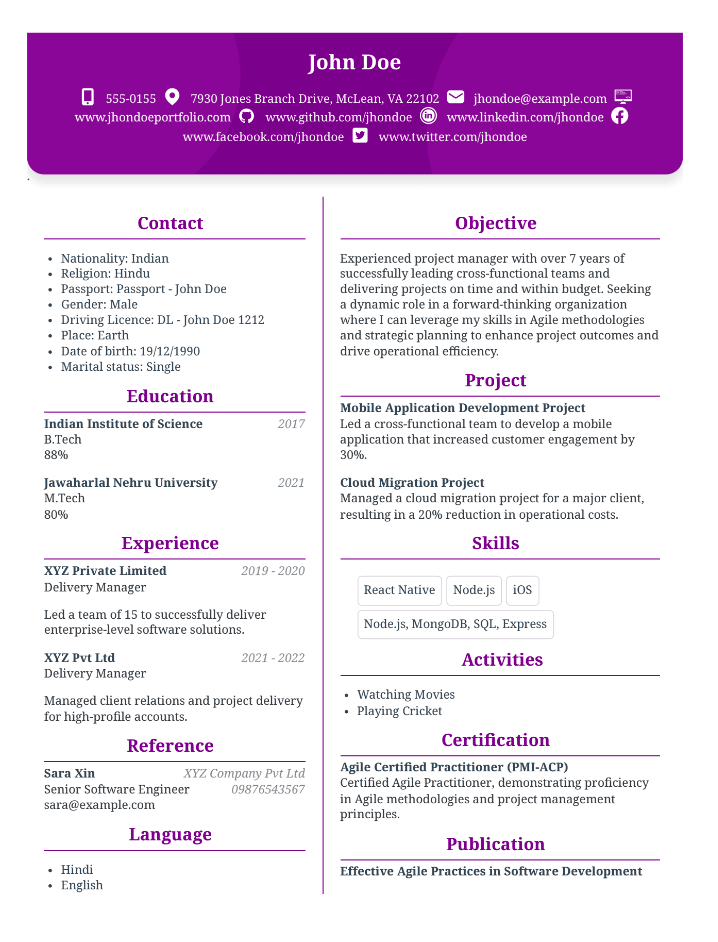 John Doe
555-0155 7930 Jones Branch Drive, McLean, VA 22102 jhondoe@example.com
www.jhondoeportfolio.com www.github.com/jhondoe www.linkedin.com/jhondoe
www.facebook.com/jhondoe www.twitter.com/jhondoe
.
Contact
• Nationality: Indian
• Religion: Hindu
• Passport: Passport - John Doe
• Gender: Male
• Driving Licence: DL - John Doe 1212
• Place: Earth
• Date of birth: 19/12/1990
• Marital status: Single
Education
Indian Institute of Science 2017
B.Tech
88%
Jawaharlal Nehru University 2021
M.Tech
80%
Experience
XYZ Private Limited 2019 - 2020
Delivery Manager
Led a team of 15 to successfully deliver
enterprise-level software solutions.
XYZ Pvt Ltd 2021 - 2022
Delivery Manager
Managed client relations and project delivery
for high-profile accounts.
Reference
Sara Xin XYZ Company Pvt Ltd
Senior Software Engineer 09876543567
sara@example.com
Language
• Hindi
• English
Objective
Experienced project manager with over 7 years of
successfully leading cross-functional teams and
delivering projects on time and within budget. Seeking
a dynamic role in a forward-thinking organization
where I can leverage my skills in Agile methodologies
and strategic planning to enhance project outcomes and
drive operational efficiency.
Project
Mobile Application Development Project
Led a cross-functional team to develop a mobile
application that increased customer engagement by
30%.
Cloud Migration Project
Managed a cloud migration project for a major client,
resulting in a 20% reduction in operational costs.
Skills
React Native Node.js iOS
Node.js, MongoDB, SQL, Express
Activities
• Watching Movies
• Playing Cricket
Certification
Agile Certified Practitioner (PMI-ACP)
Certified Agile Practitioner, demonstrating proficiency
in Agile methodologies and project management
principles.
Publication
Effective Agile Practices in Software Development